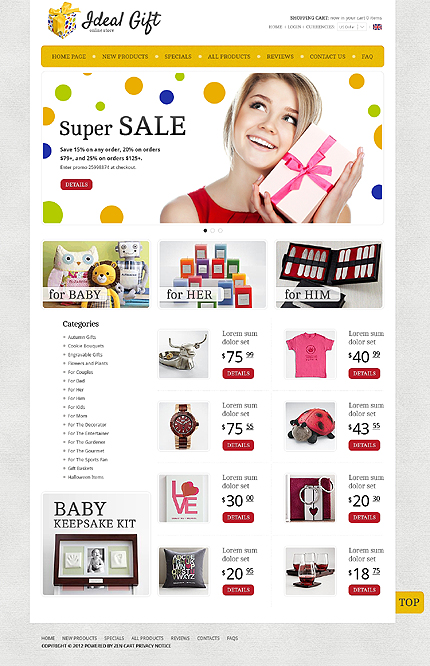 Ideal Gift
online store
SHOPPING CART: now in your cart 0 items
HOME LOG IN CURRENCIES
HOME PAGE NEW PRODUCTS SPECIALS ALL PRODUCTS REVIEWS CONTACT US FAQ
Super SALE
Save 15% on any order, 20% on orders
$79+, and 25% on orders $125+.
Enter promo 25998874 at checkout.
DETAILS
for BABY for HER for HIM
Categories
Autumn Gifts
Cookie Bouquets
Engravable Gifts
Flowers and Plants
For Couples
For Dad
For Her
For Him
For Kids
For Mom
For The Decorator
For The Entertainer
For The Gardener
For The Gourmet
For The Sports Fan
Gift Baskets
Halloween Items
BABY
KEEPSAKE KIT
Lorem sum
dolor set
$75 99
DETAILS
Lorem sum
dolor set
$40 99
DETAILS
Lorem sum
dolor set
$75 55
DETAILS
Lorem sum
dolor set
$43 55
DETAILS
LOVE
Lorem sum
dolor set
$30 00
DETAILS
Lorem sum
dolor set
$20 30
DETAILS
Lorem sum
dolor set
$20 95
DETAILS
Lorem sum
dolor set
$18 75
DETAILS
TOP
HOME NEW PRODUCTS SPECIALS ALL PRODUCTS REVIEWS CONTACTS FAQS
COPYRIGHT © 2012 POWERED BY ZEN CART PRIVACY NOTICE